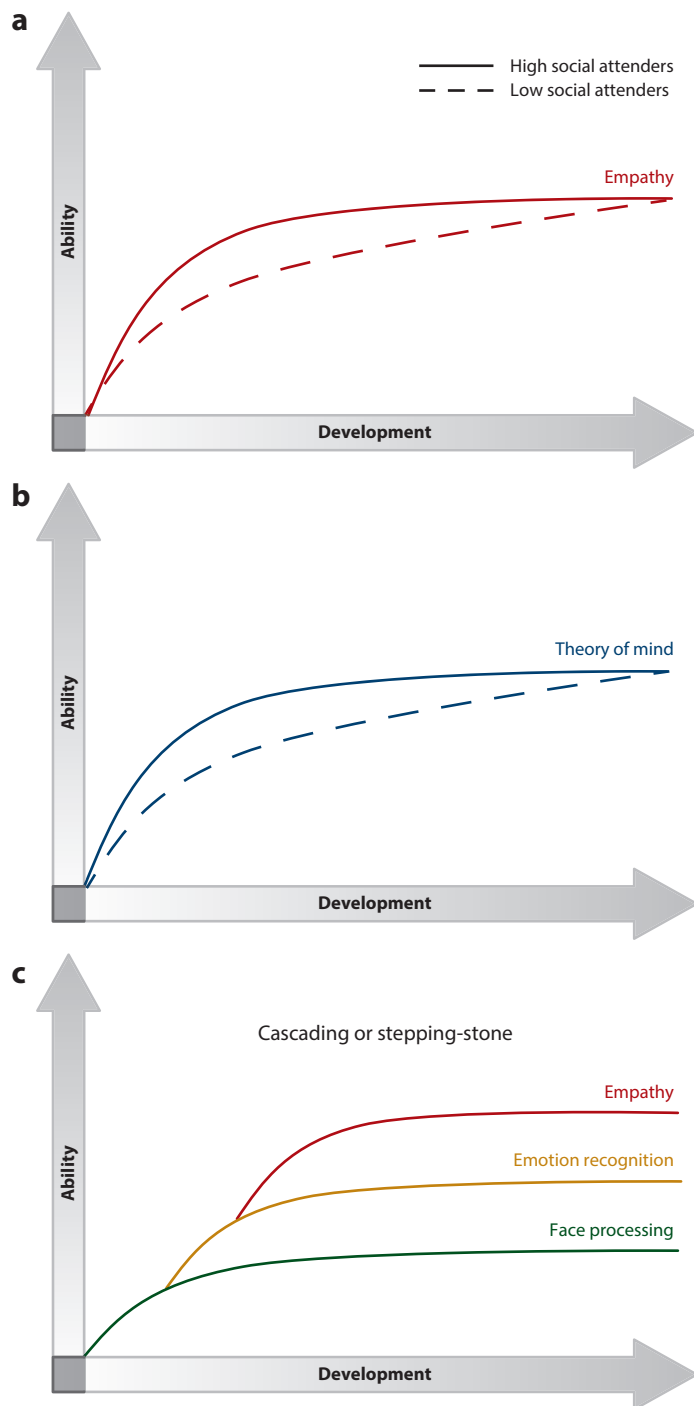 a
High social attenders
Low social attenders
Empathy
Ability
Development
b
Theory of mind
Ability
Development
c
Cascading or stepping-stone
Empathy
Emotion recognition
Face processing
Ability
Development